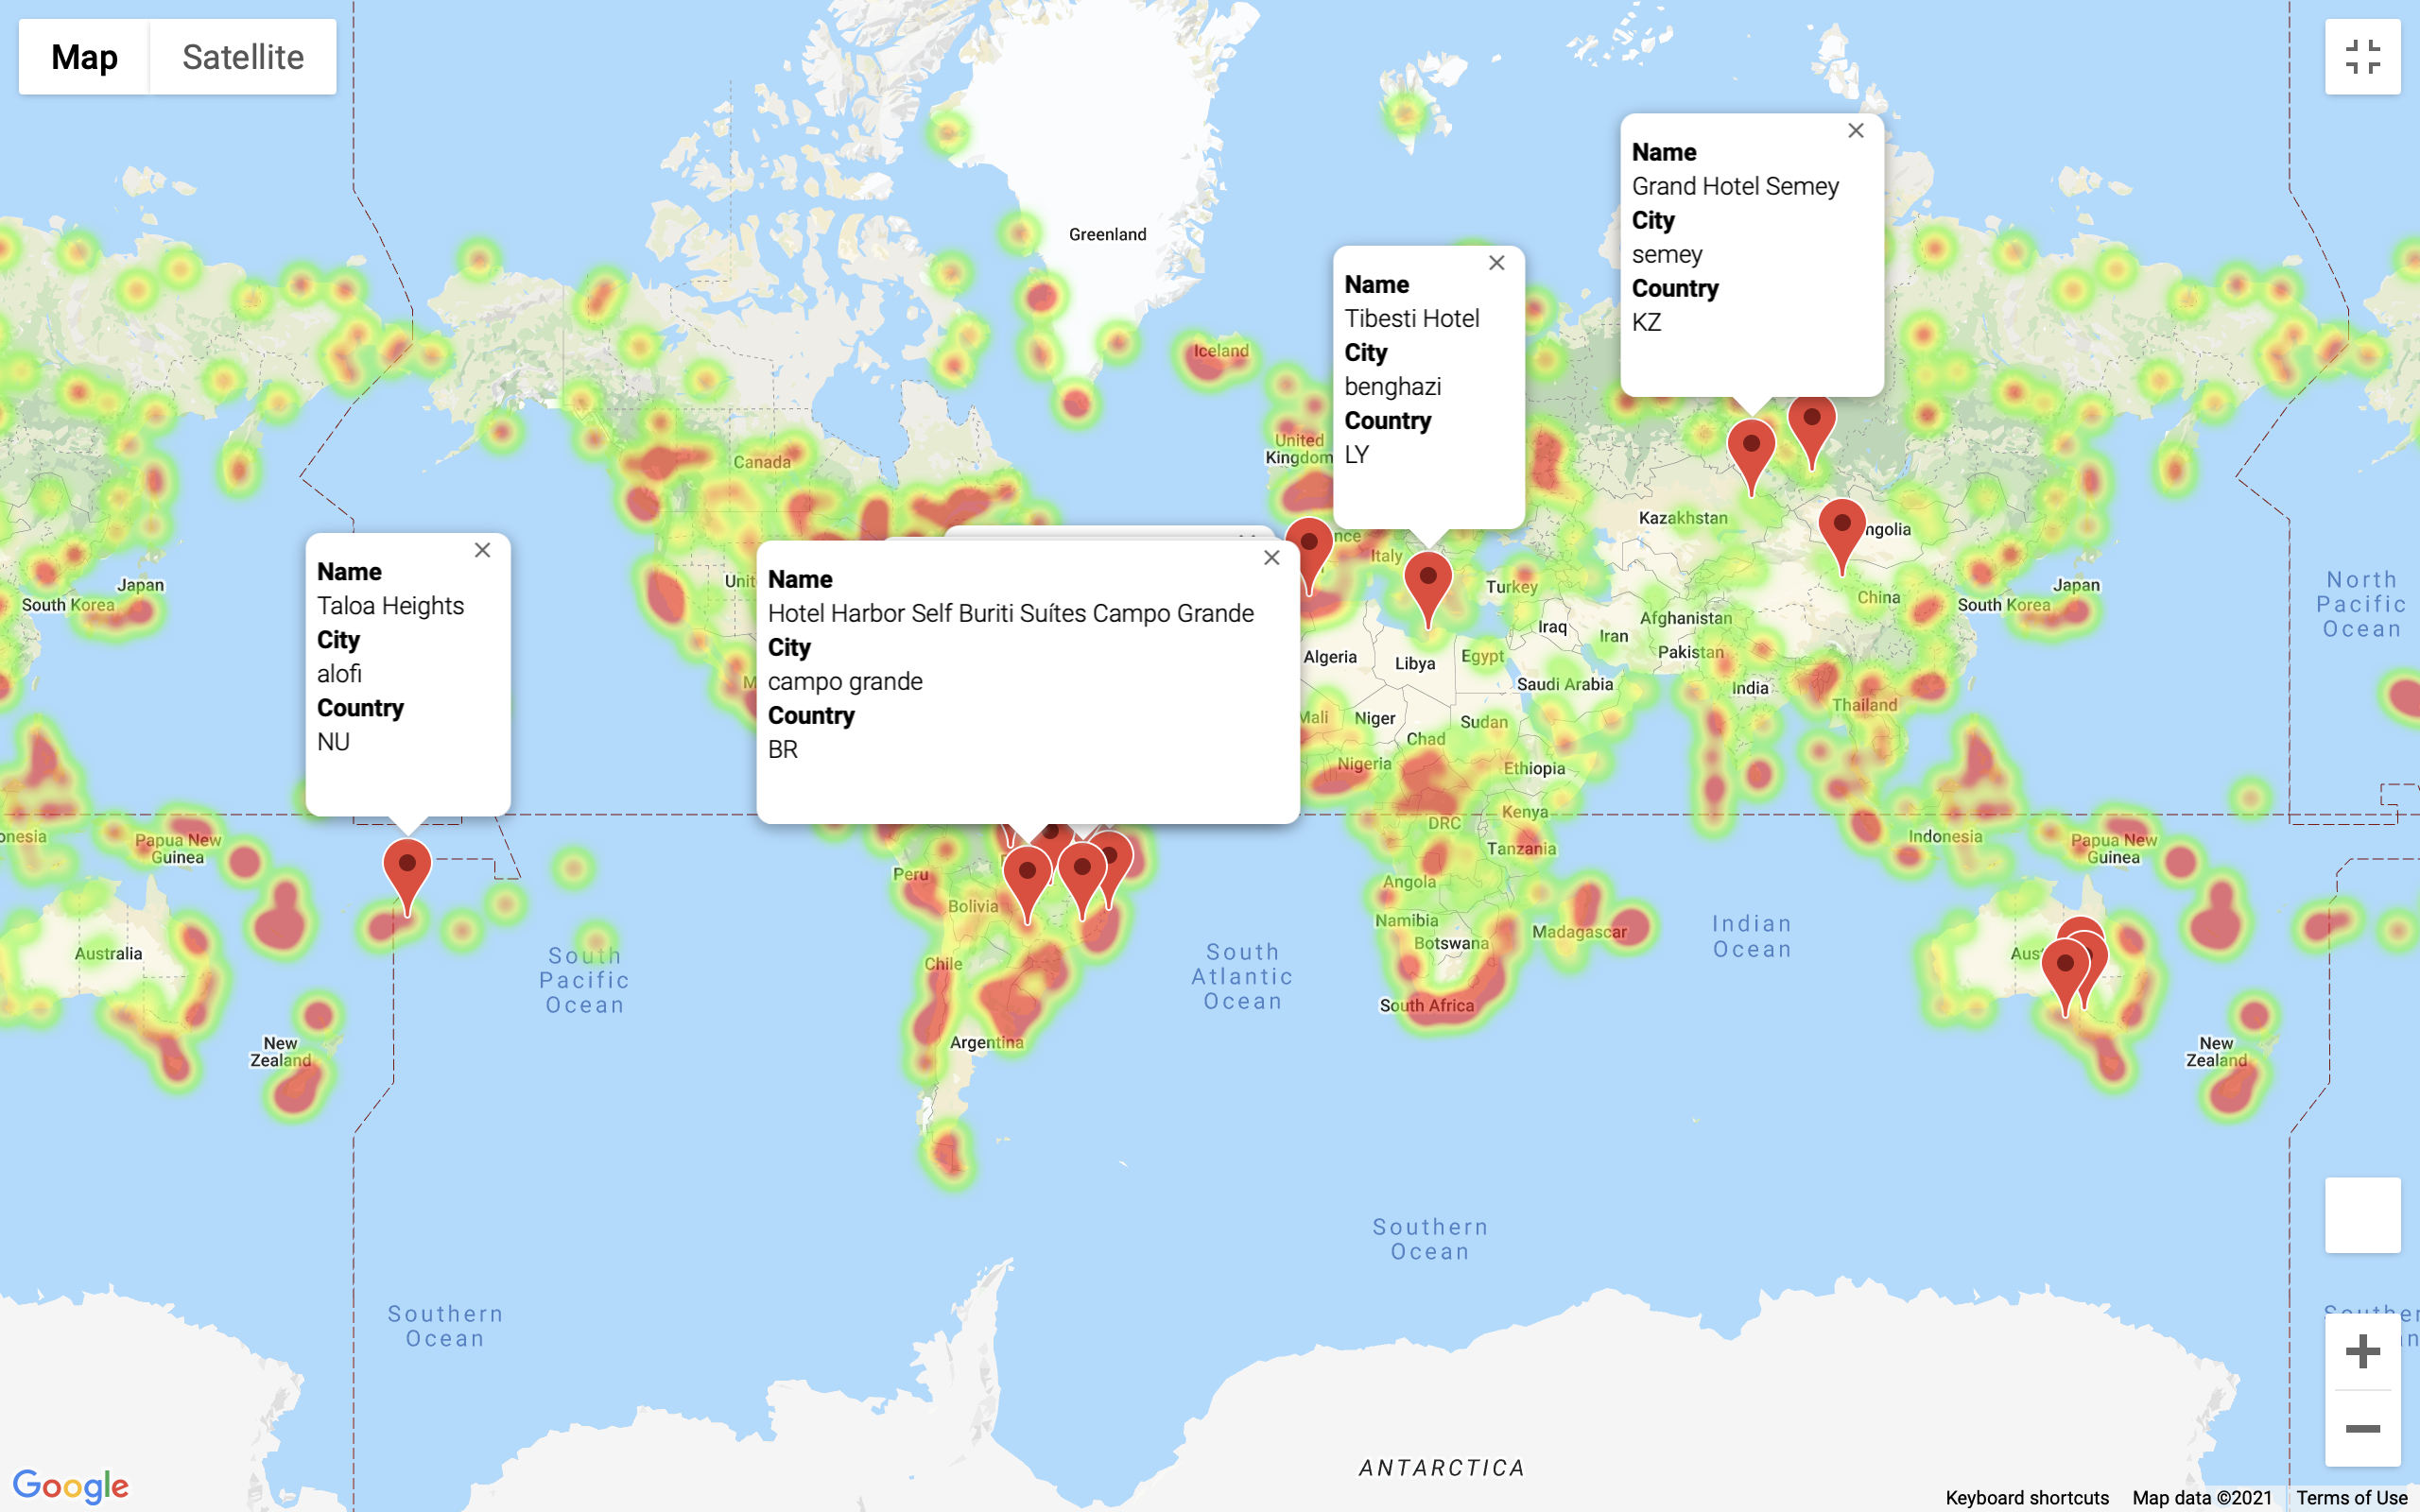 Map
Satellite
Greenland
Iceland
Canada
United
Kingdom
Name
Grand Hotel Semey
City
semey
Country
KZ
Name
Tibesti Hotel
City
benghazi
Country
LY
Name
Taloa Heights
City
alofi
Country
NU
Name
Hotel Harbor Self Buriti Suítes Campo Grande
City
campo grande
Country
BR
Kazakhstan
Italy
Turkey
China
Japan
South Korea
Japan
South Korea
North
Pacific
Ocean
Afghanistan
Iraq
Iran
Pakistan
Algeria
Libya
Egypt
Saudi Arabia
India
Thailand
Mali
Niger
Sudan
Chad
Nigeria
Ethiopia
Kenya
DRC
Tanzania
Indonesia
Papua New
Guinea
Papua New
Guinea
Peru
Bolivia
Angola
Namibia
Botswana
Madagascar
South Africa
Chile
Argentina
Australia
New
Zealand
New
Zealand
South
Pacific
Ocean
South
Atlantic
Ocean
Indian
Ocean
Southern
Ocean
Southern
Ocean
ANTARCTICA
Google
Keyboard shortcuts
Map data ©2021
Terms of Use